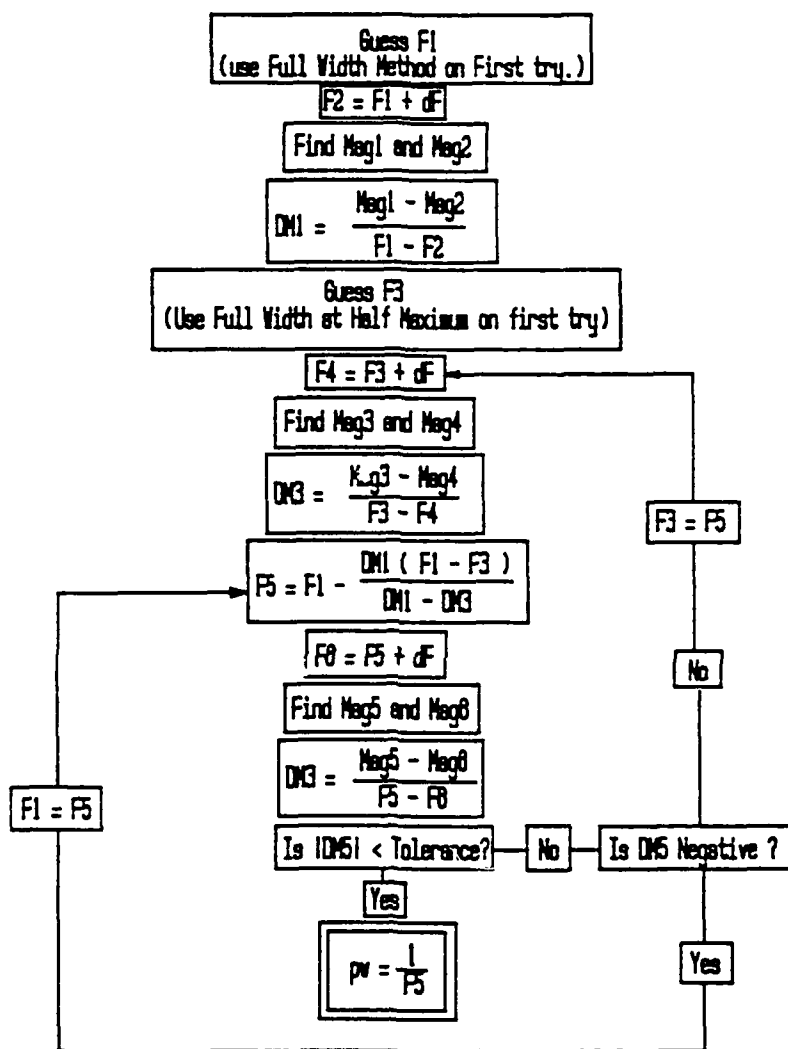 Guess F1
(use Full Width Method on First try.)
F2 = F1 + dF
Find Mag1 and Mag2
DM1 = Mag1 - Mag2
F1 - F2
Guess F3
(Use Full Width at Half Maximum on first try)
F4 = F3 + dF
Find Mag3 and Mag4
DM3 = Mag3 - Mag4
F3 - F4
F3 = F5
F5 = F1 - DM1 ( F1 - F3 )
DM1 - DM3
F6 = F5 + dF
No
Find Mag5 and Mag6
DM3 = Mag5 - Mag6
F5 - F6
F1 = F5
Is |DM5| < Tolerance?
No
Is DM5 Negative ?
Yes
pw = 1
F5
Yes